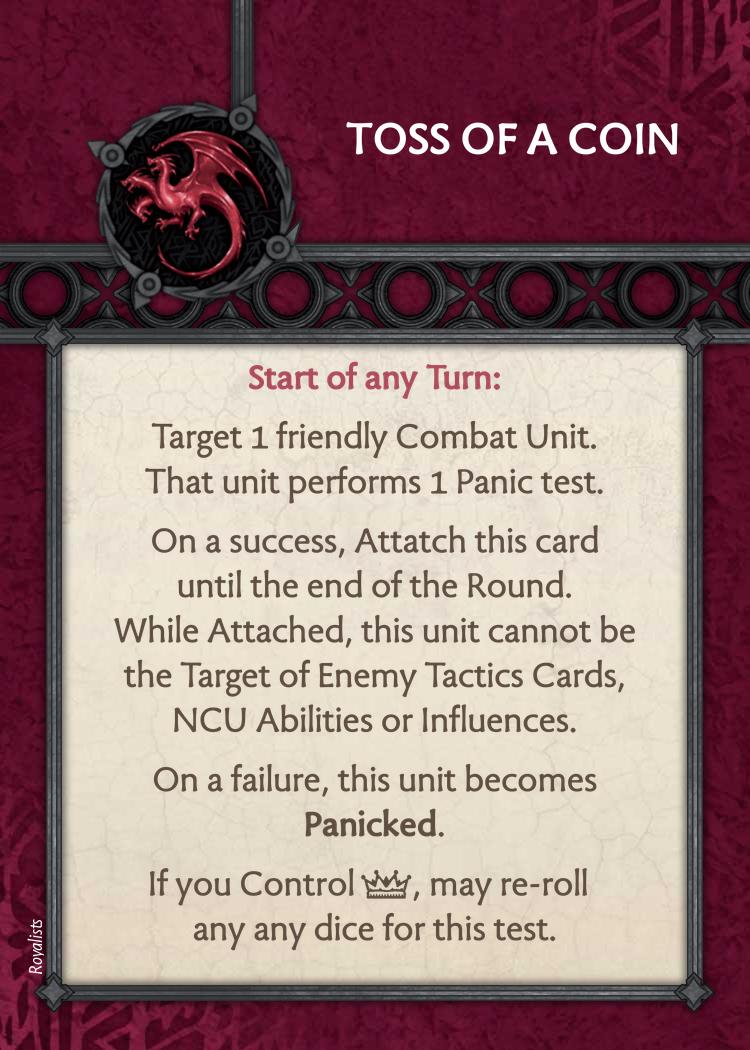 TOSS OF A COIN
Start of any Turn:
Target 1 friendly Combat Unit.
That unit performs 1 Panic test.
On a success, Attatch this card
until the end of the Round.
While Attached, this unit cannot be
the Target of Enemy Tactics Cards,
NCU Abilities or Influences.
On a failure, this unit becomes
Panicked.
If you Control , may re-roll
any any dice for this test.
Royalists